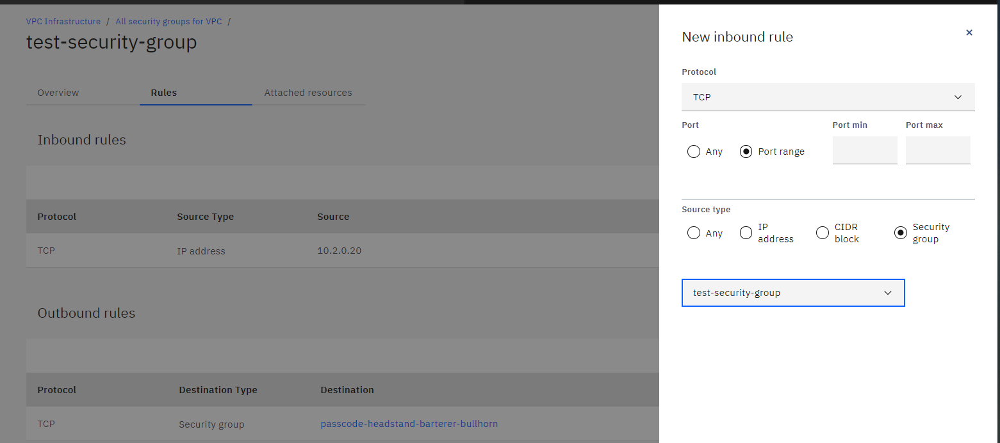 VPC Infrastructure / All security groups for VPC /
test-security-group
Overview Rules Attached resources
Inbound rules
Protocol Source Type Source
TCP IP address 10.2.0.20
Outbound rules
Protocol Destination Type Destination
TCP Security group passcode-headstand-barterer-bullhorn
New inbound rule
Protocol
TCP
Port Port min Port max
Any Port range
Source type
Any IP address CIDR block Security group
test-security-group